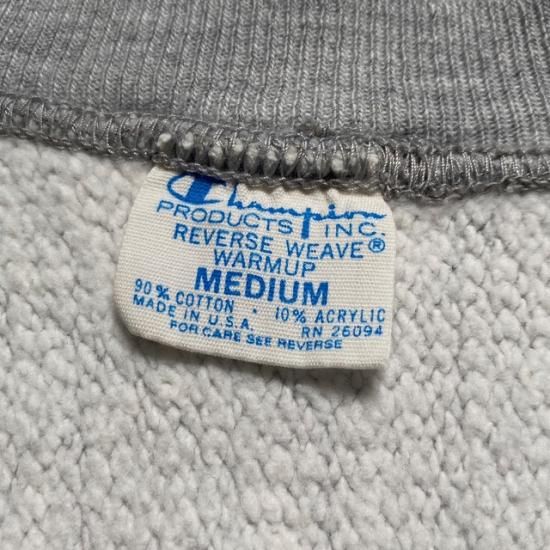 Champion
PRODUCTS INC.
REVERSE WEAVE®
WARMUP
MEDIUM
90% COTTON · 10% ACRYLIC
MADE IN U.S.A. RN 26094
FOR CARE SEE REVERSE